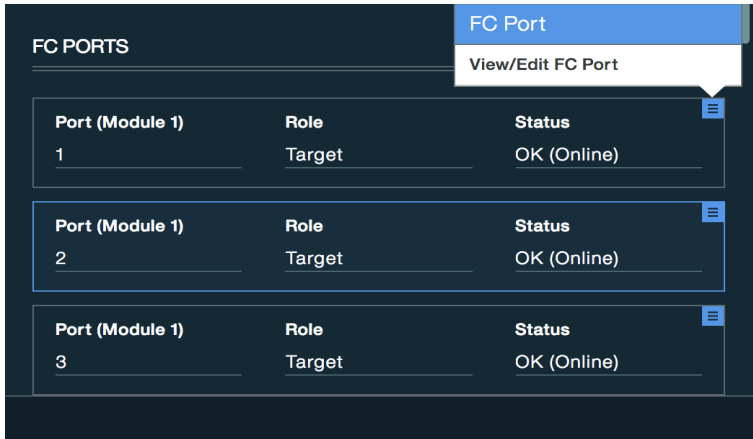 FC Port
FC PORTS
View/Edit FC Port
Port (Module 1) Role Status
1 Target OK (Online)
Port (Module 1) Role Status
2 Target OK (Online)
Port (Module 1) Role Status
3 Target OK (Online)